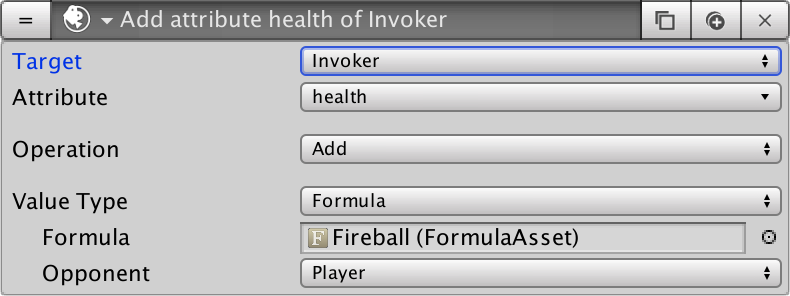 Add attribute health of Invoker
Target Invoker
Attribute health
Operation Add
Value Type Formula
Formula F Fireball (FormulaAsset)
Opponent Player